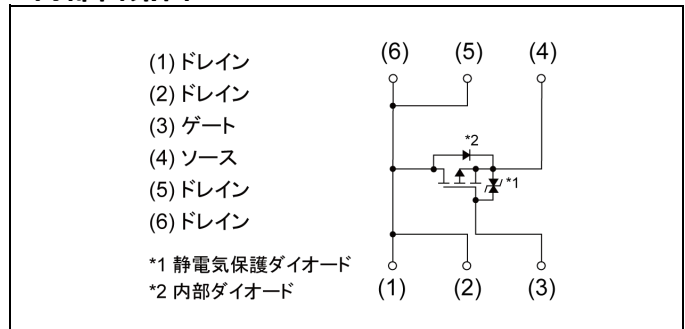 (1) ドレイン
(2) ドレイン
(3) ゲート
(4) ソース
(5) ドレイン
(6) ドレイン
*1 静電気保護ダイオード
*2 内部ダイオード
(6) (5) (4)
*2
*1
(1) (2) (3)